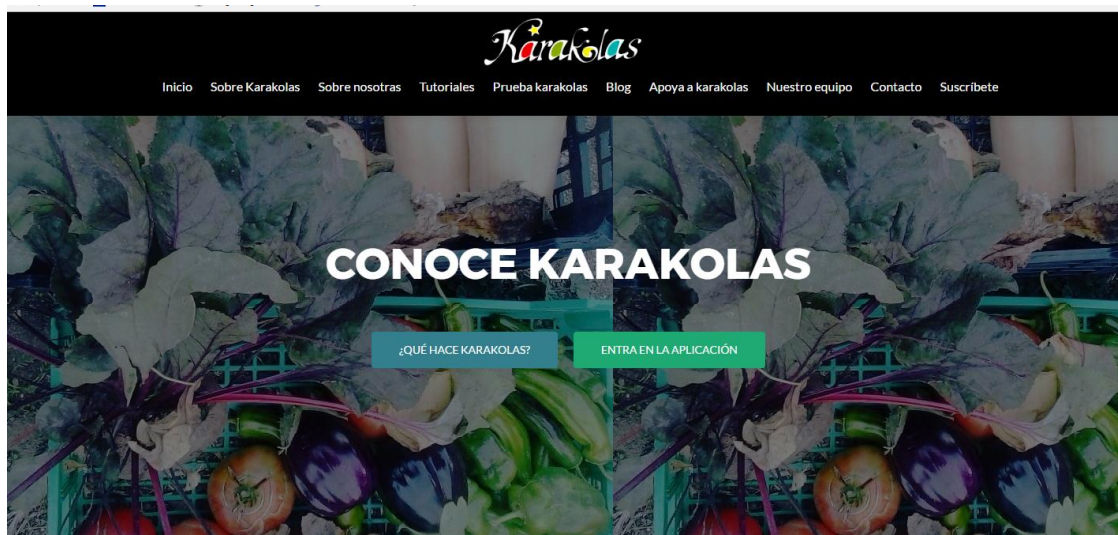 Karakolas
Inicio Sobre Karakolas Sobre nosotras Tutoriales Prueba karakolas Blog Apoya a karakolas Nuestro equipo Contacto Suscríbete
CONOCE KARAKOLAS
¿QUÉ HACE KARAKOLAS? ENTRA EN LA APLICACIÓN